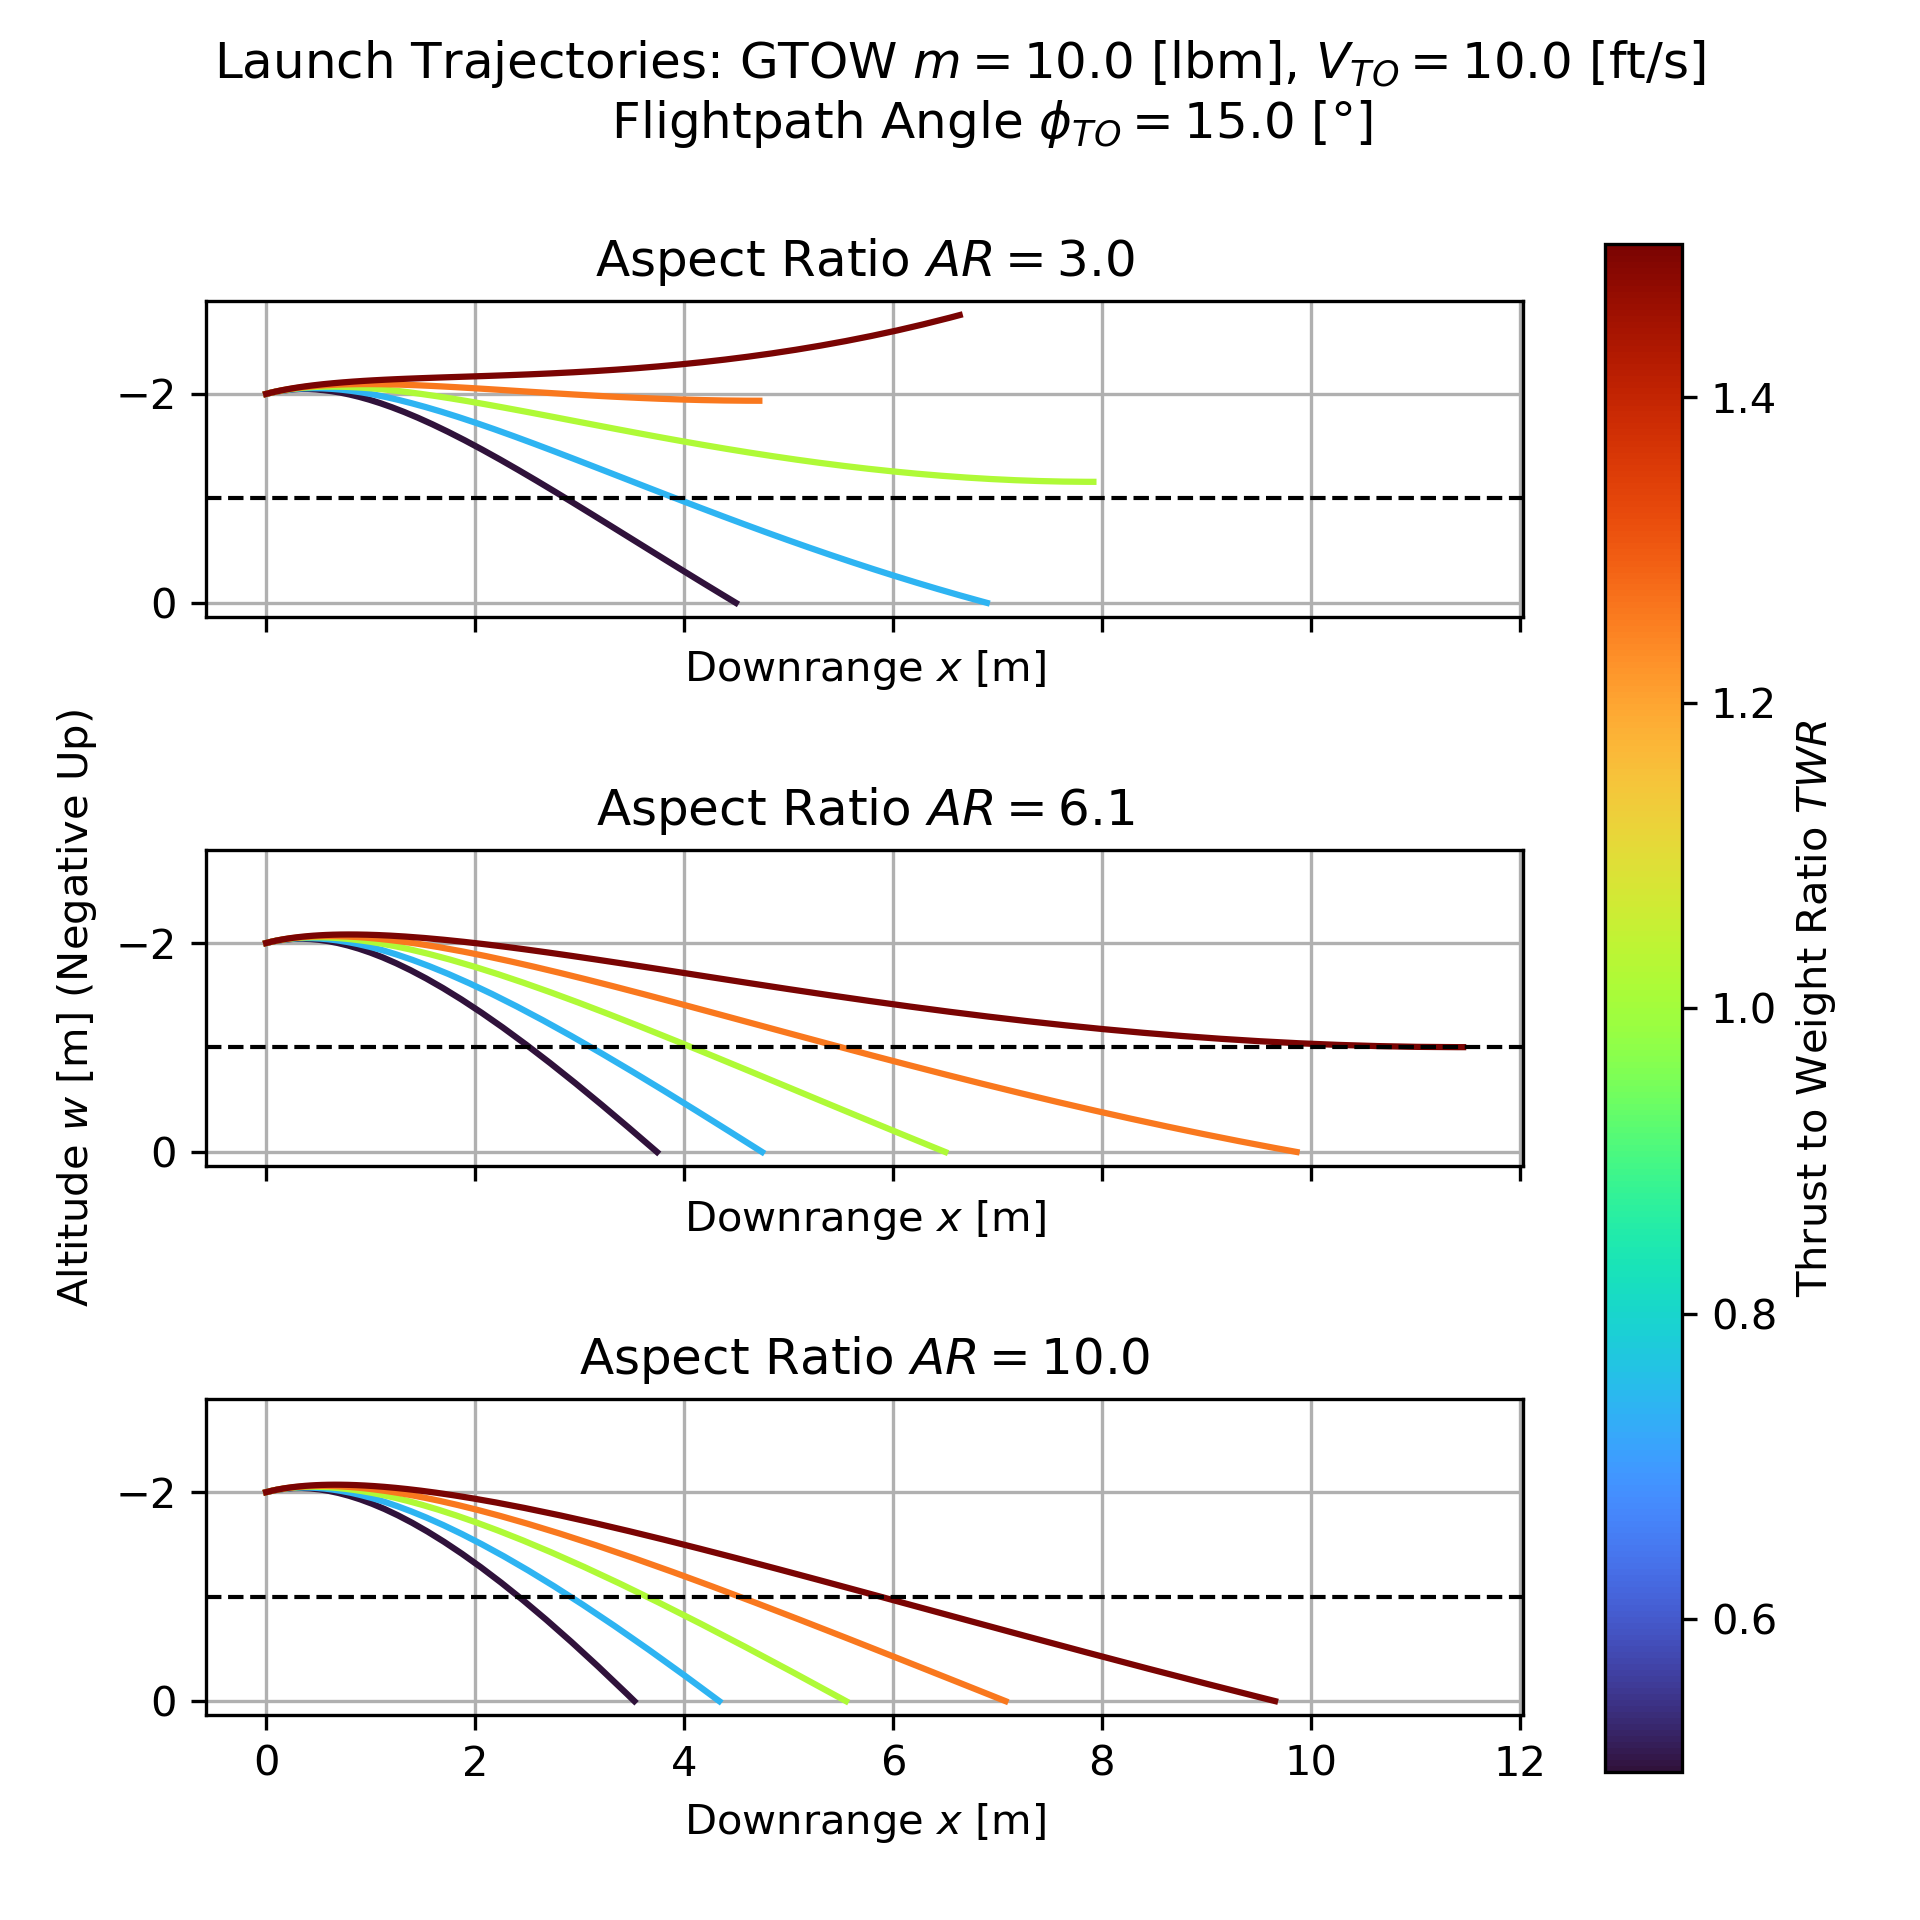 Launch Trajectories: GTOW m = 10.0 [lbm], V_TO = 10.0 [ft/s]
Flightpath Angle ϕ_TO = 15.0 [°]
Aspect Ratio AR = 3.0
−2
0
Downrange x [m]
Altitude w [m] (Negative Up)
Aspect Ratio AR = 6.1
−2
0
Downrange x [m]
Aspect Ratio AR = 10.0
−2
0
0 2 4 6 8 10 12
Downrange x [m]
1.4
1.2
1.0
0.8
0.6
Thrust to Weight Ratio TWR